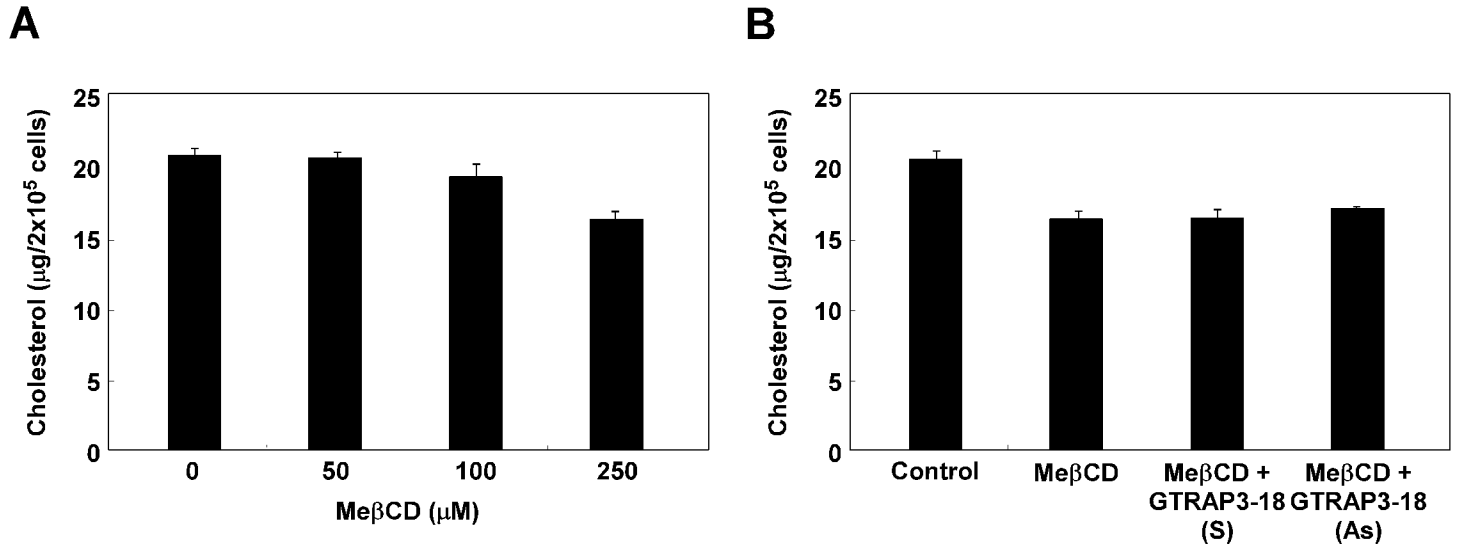 A
Cholesterol (μg/2x10⁵ cells)
25
20
15
10
5
0
0 50 100 250
MeβCD (μM)
B
Cholesterol (μg/2x10⁵ cells)
25
20
15
10
5
0
Control MeβCD MeβCD + MeβCD +
GTRAP3-18 GTRAP3-18
(S) (As)